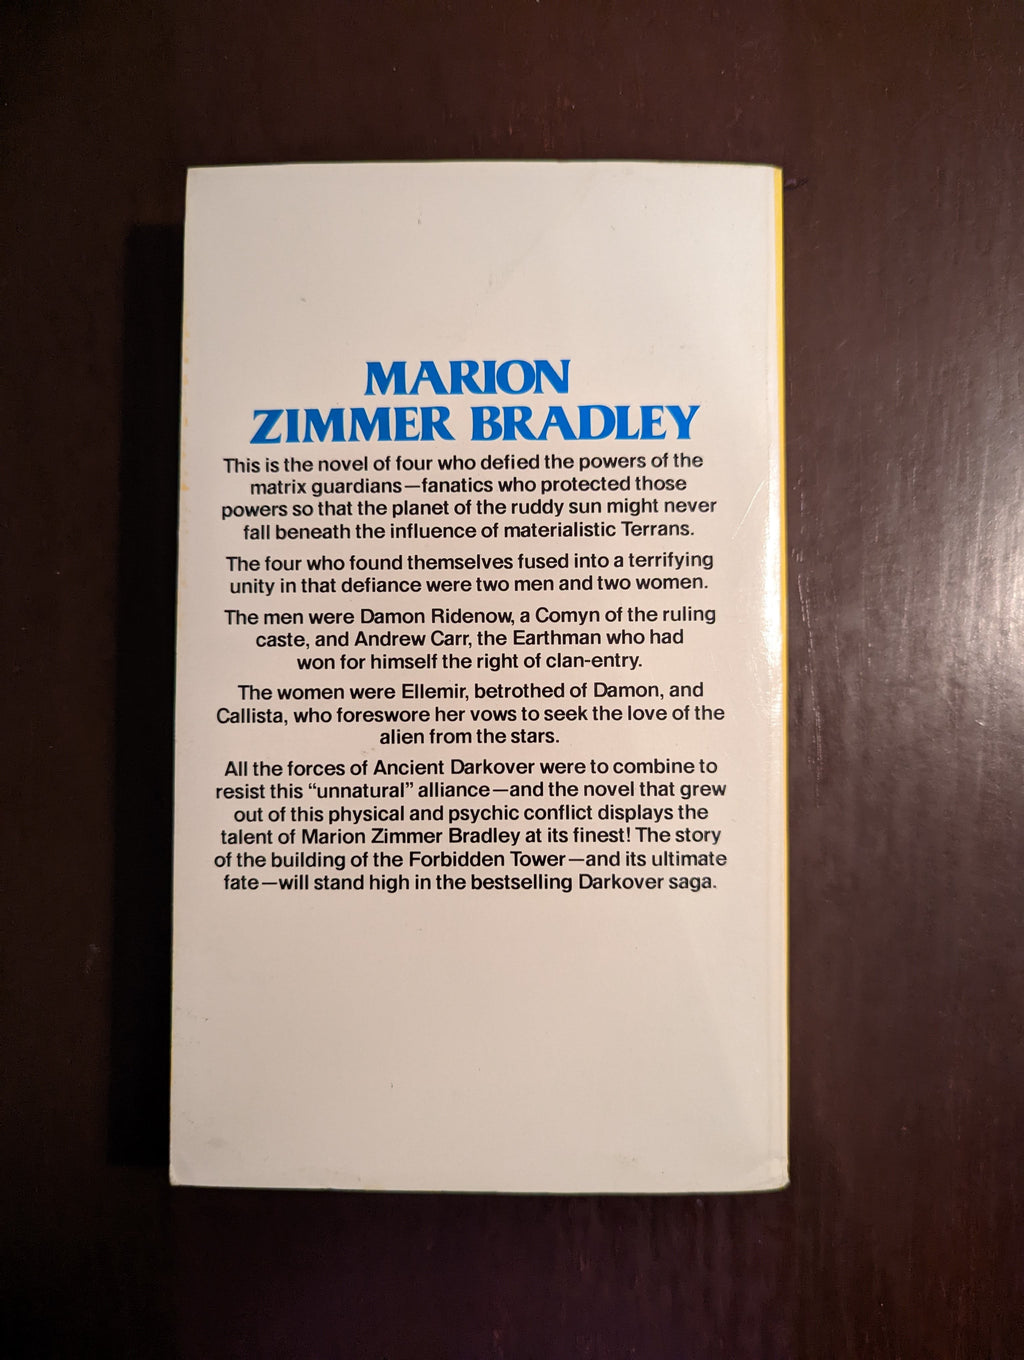 MARION
ZIMMER BRADLEY
This is the novel of four who defied the powers of the
matrix guardians—fanatics who protected those
powers so that the planet of the ruddy sun might never
fall beneath the influence of materialistic Terrans.
The four who found themselves fused into a terrifying
unity in that defiance were two men and two women.
The men were Damon Ridenow, a Comyn of the ruling
caste, and Andrew Carr, the Earthman who had
won for himself the right of clan-entry.
The women were Ellemir, betrothed of Damon, and
Callista, who foreswore her vows to seek the love of the
alien from the stars.
All the forces of Ancient Darkover were to combine to
resist this “unnatural” alliance—and the novel that grew
out of this physical and psychic conflict displays the
talent of Marion Zimmer Bradley at its finest! The story
of the building of the Forbidden Tower—and its ultimate
fate—will stand high in the bestselling Darkover saga.